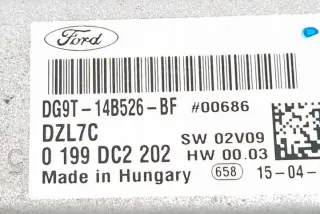 Ford
DG9T-14B526-BF #00686
DZL7C
0 199 DC2 202 SW 02V09
HW 00.03
Made in Hungary 658 15-04-